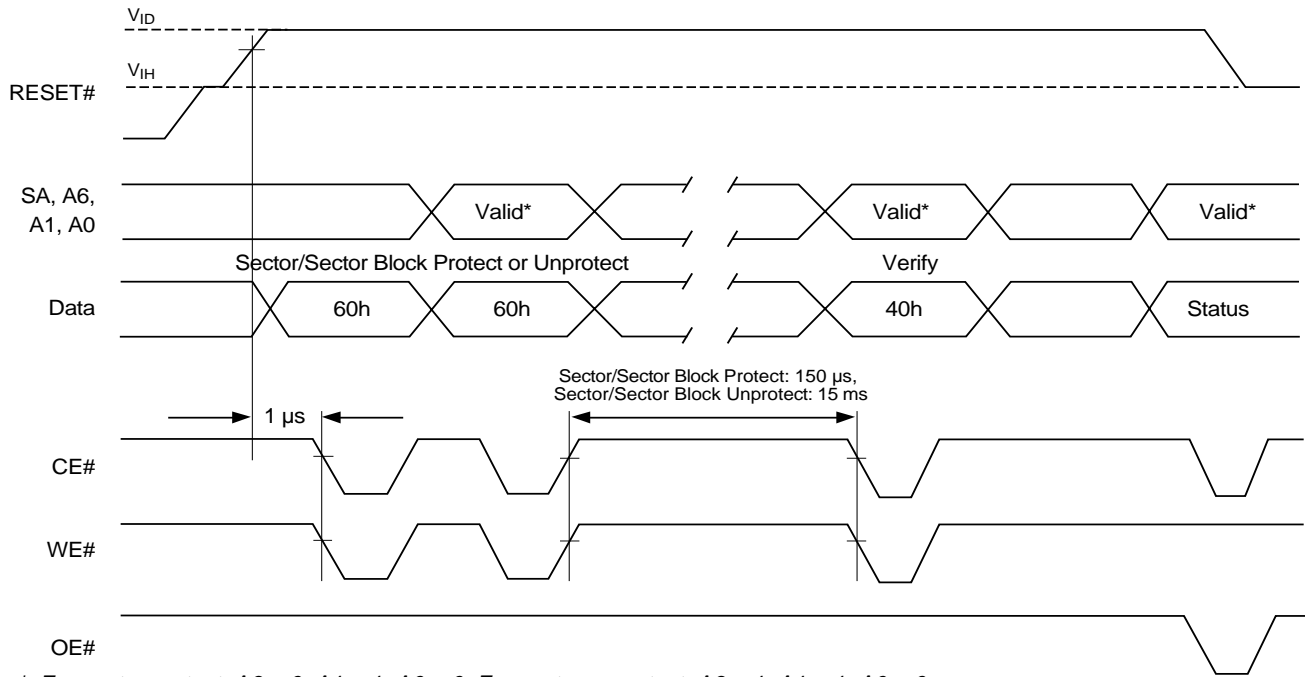 VID
VIH
RESET#
SA, A6,
A1, A0
Valid*
Valid*
Valid*
Sector/Sector Block Protect or Unprotect
Verify
Data
60h
60h
40h
Status
Sector/Sector Block Protect: 150 µs,
Sector/Sector Block Unprotect: 15 ms
1 µs
CE#
WE#
OE#